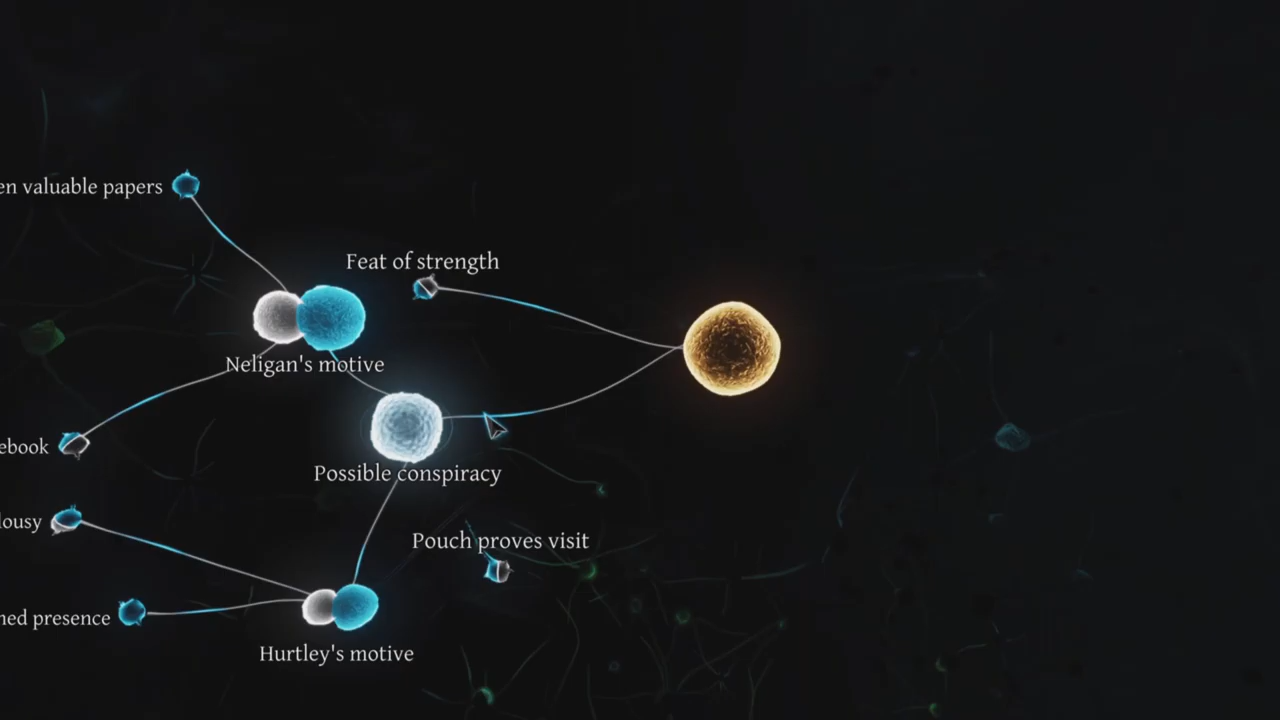 en valuable papers
Feat of strength
Neligan's motive
ebook
Possible conspiracy
lousy
Pouch proves visit
ned presence
Hurtley's motive